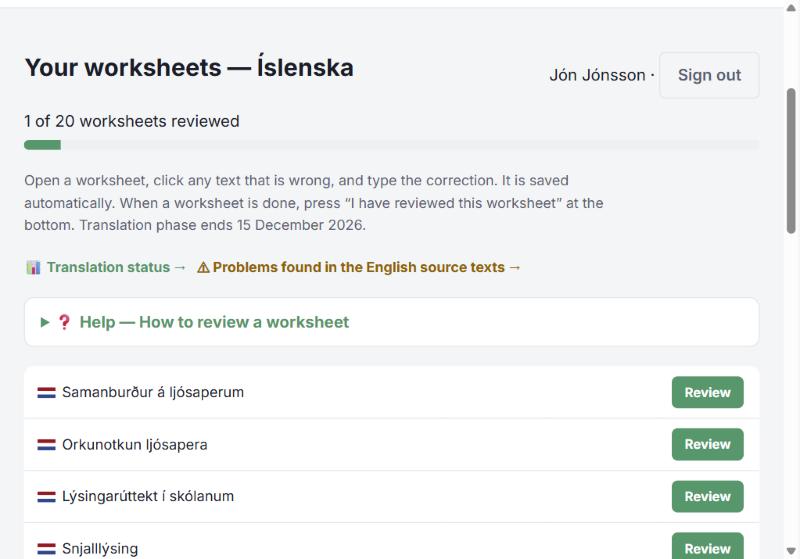 Your worksheets — Íslenska
Jón Jónsson · Sign out
1 of 20 worksheets reviewed
Open a worksheet, click any text that is wrong, and type the correction. It is saved
automatically. When a worksheet is done, press “I have reviewed this worksheet” at the
bottom. Translation phase ends 15 December 2026.
Translation status → ⚠ Problems found in the English source texts →
▶ ❓ Help — How to review a worksheet
Samanburður á ljósaperum Review
Orkunotkun ljósapera Review
Lýsingarúttekt í skólanum Review
Snjalllýsing Review